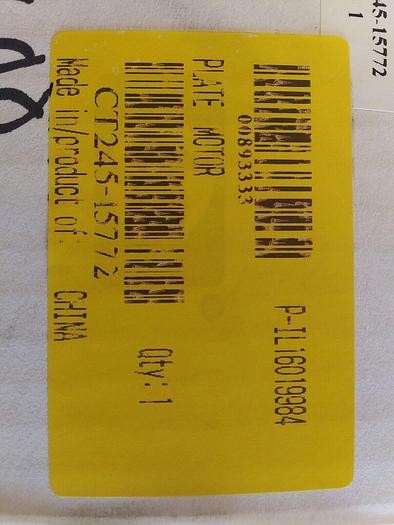 45-15772
1
00893333
P-IL16019984
PLATE MOTOR
Qty: 1
CT245-15772
Made in/product of: CHINA